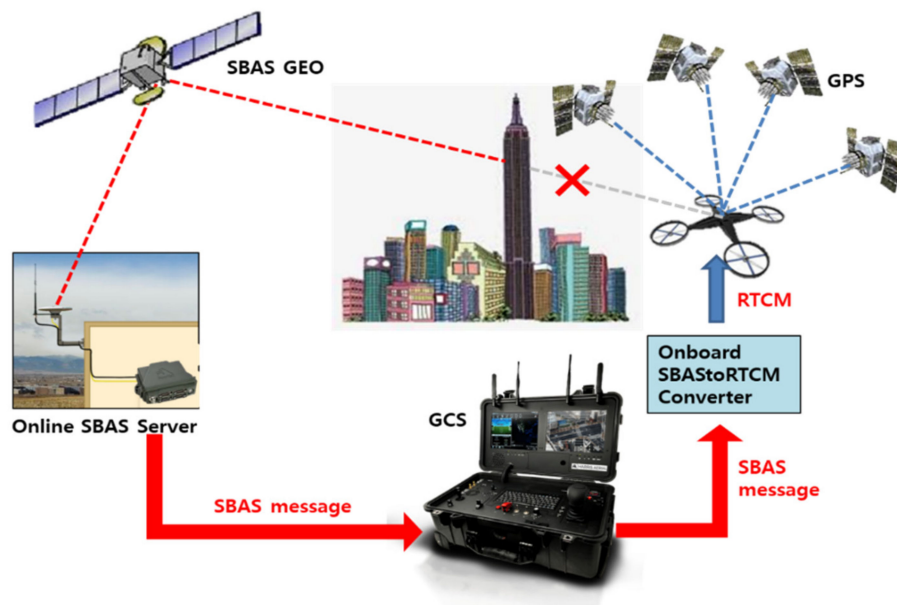 SBAS GEO
GPS
RTCM
Onboard
SBAStoRTCM
Converter
Online SBAS Server
GCS
SBAS message
SBAS
message